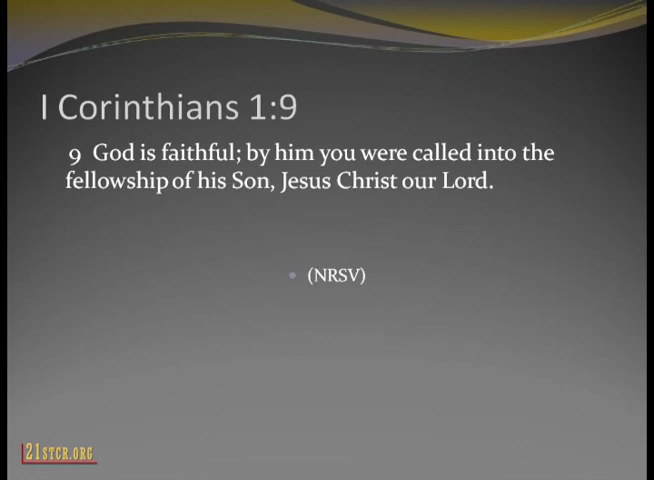 I Corinthians 1:9
9 God is faithful; by him you were called into the
fellowship of his Son, Jesus Christ our Lord.
• (NRSV)
21STCR.ORG